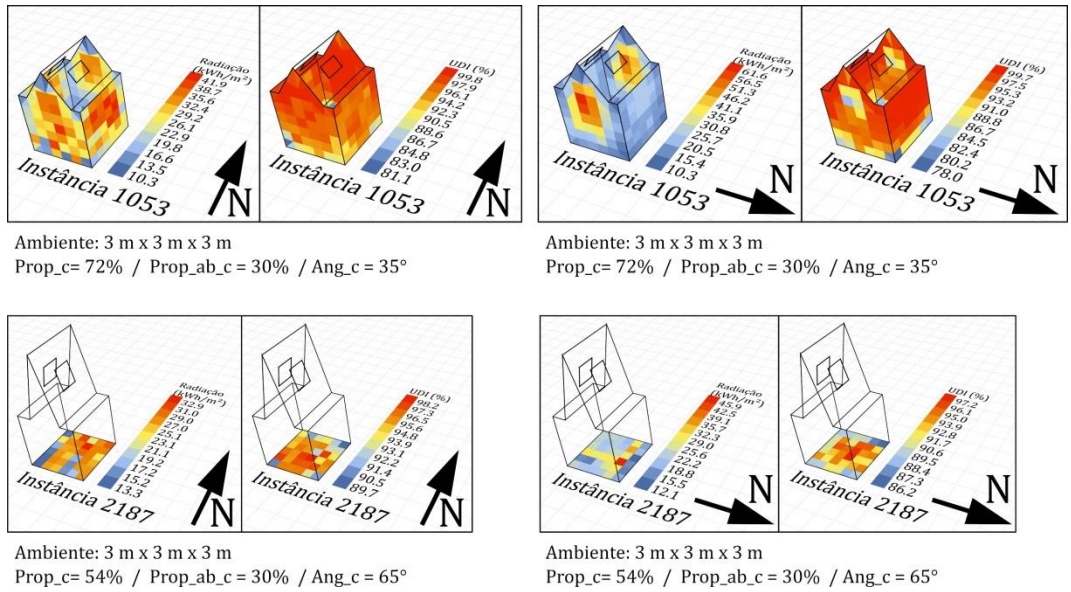 Radiação
(kWh/m²)
41.9
38.7
35.6
32.4
29.2
26.1
22.9
19.8
16.6
13.5
10.3
Instância 1053
N
UDI (%)
99.8
97.9
96.1
94.2
92.3
90.5
88.6
86.7
84.8
83.0
81.1
Instância 1053
N
Ambiente: 3 m x 3 m x 3 m
Prop_c= 72% / Prop_ab_c = 30% / Ang_c = 35°
Radiação
(kWh/m²)
61.6
56.5
51.3
46.2
41.1
35.9
30.8
25.7
20.5
15.4
10.3
Instância 1053
N
UDI (%)
99.7
97.5
95.3
93.2
91.0
88.8
86.7
84.5
82.4
80.2
78.0
Instância 1053
N
Ambiente: 3 m x 3 m x 3 m
Prop_c= 72% / Prop_ab_c = 30% / Ang_c = 35°
Radiação
(kWh/m²)
32.9
31.0
29.0
27.0
25.1
23.1
21.1
19.2
17.2
15.2
13.3
Instância 2187
N
UDI (%)
98.2
97.3
96.5
95.6
94.8
93.9
93.1
92.2
91.4
90.5
89.7
Instância 2187
N
Ambiente: 3 m x 3 m x 3 m
Prop_c= 54% / Prop_ab_c = 30% / Ang_c = 65°
Radiação
(kWh/m²)
45.9
42.5
39.1
35.7
32.3
29.0
25.6
22.2
18.8
15.5
12.1
Instância 2187
N
UDI (%)
97.2
96.1
95.0
93.9
92.8
91.7
90.6
89.5
88.4
87.3
86.2
Instância 2187
N
Ambiente: 3 m x 3 m x 3 m
Prop_c= 54% / Prop_ab_c = 30% / Ang_c = 65°